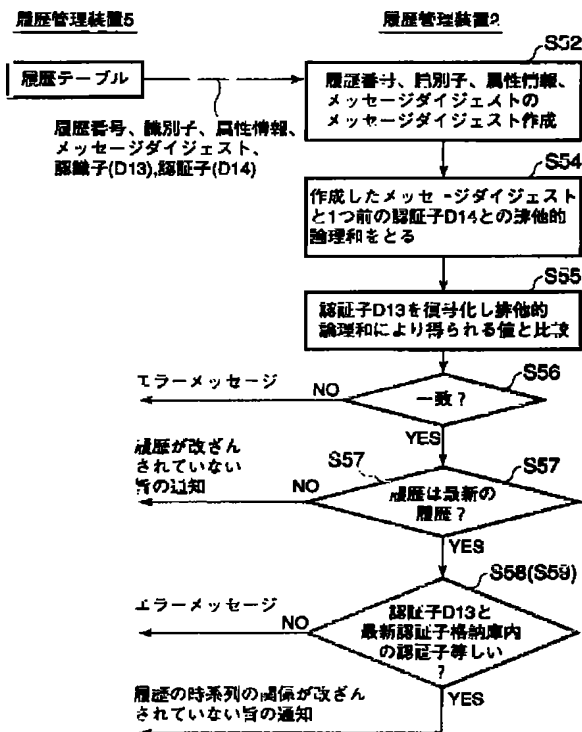 履歴管理装置5
履歴管理装置2
S52
履歴テーブル
履歴番号、識別子、属性情報、
メッセージダイジェストの
メッセージダイジェスト作成
履歴番号、識別子、属性情報、
メッセージダイジェスト、
認識子(D13),認証子(D14)
S54
作成したメッセージダイジェスト
と1つ前の認証子D14との排他的
論理和をとる
S55
認証子D13を復号化し排他的
論理和により得られる値と比較
S56
エラーメッセージ
NO
一致?
YES
履歴が改ざん
されていない
旨の通知
S57
S57
NO
履歴は最新の
履歴?
YES
S58(S59)
エラーメッセージ
NO
認証子D13と
最新認証子格納庫内
の認証子等しい
?
YES
履歴の時系列の関係が改ざん
されていない旨の通知